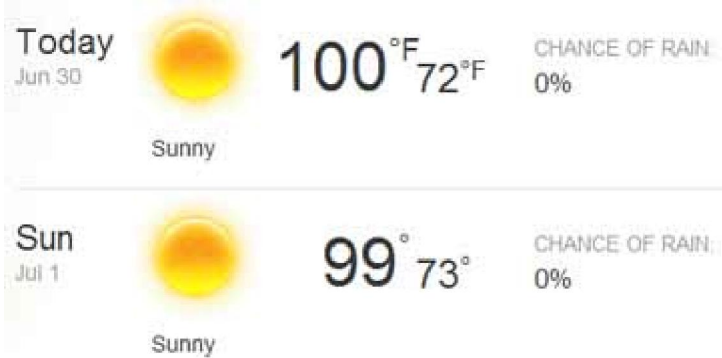 Today
Jun 30
Sunny
100°F 72°F
CHANCE OF RAIN:
0%
Sun
Jul 1
Sunny
99° 73°
CHANCE OF RAIN:
0%